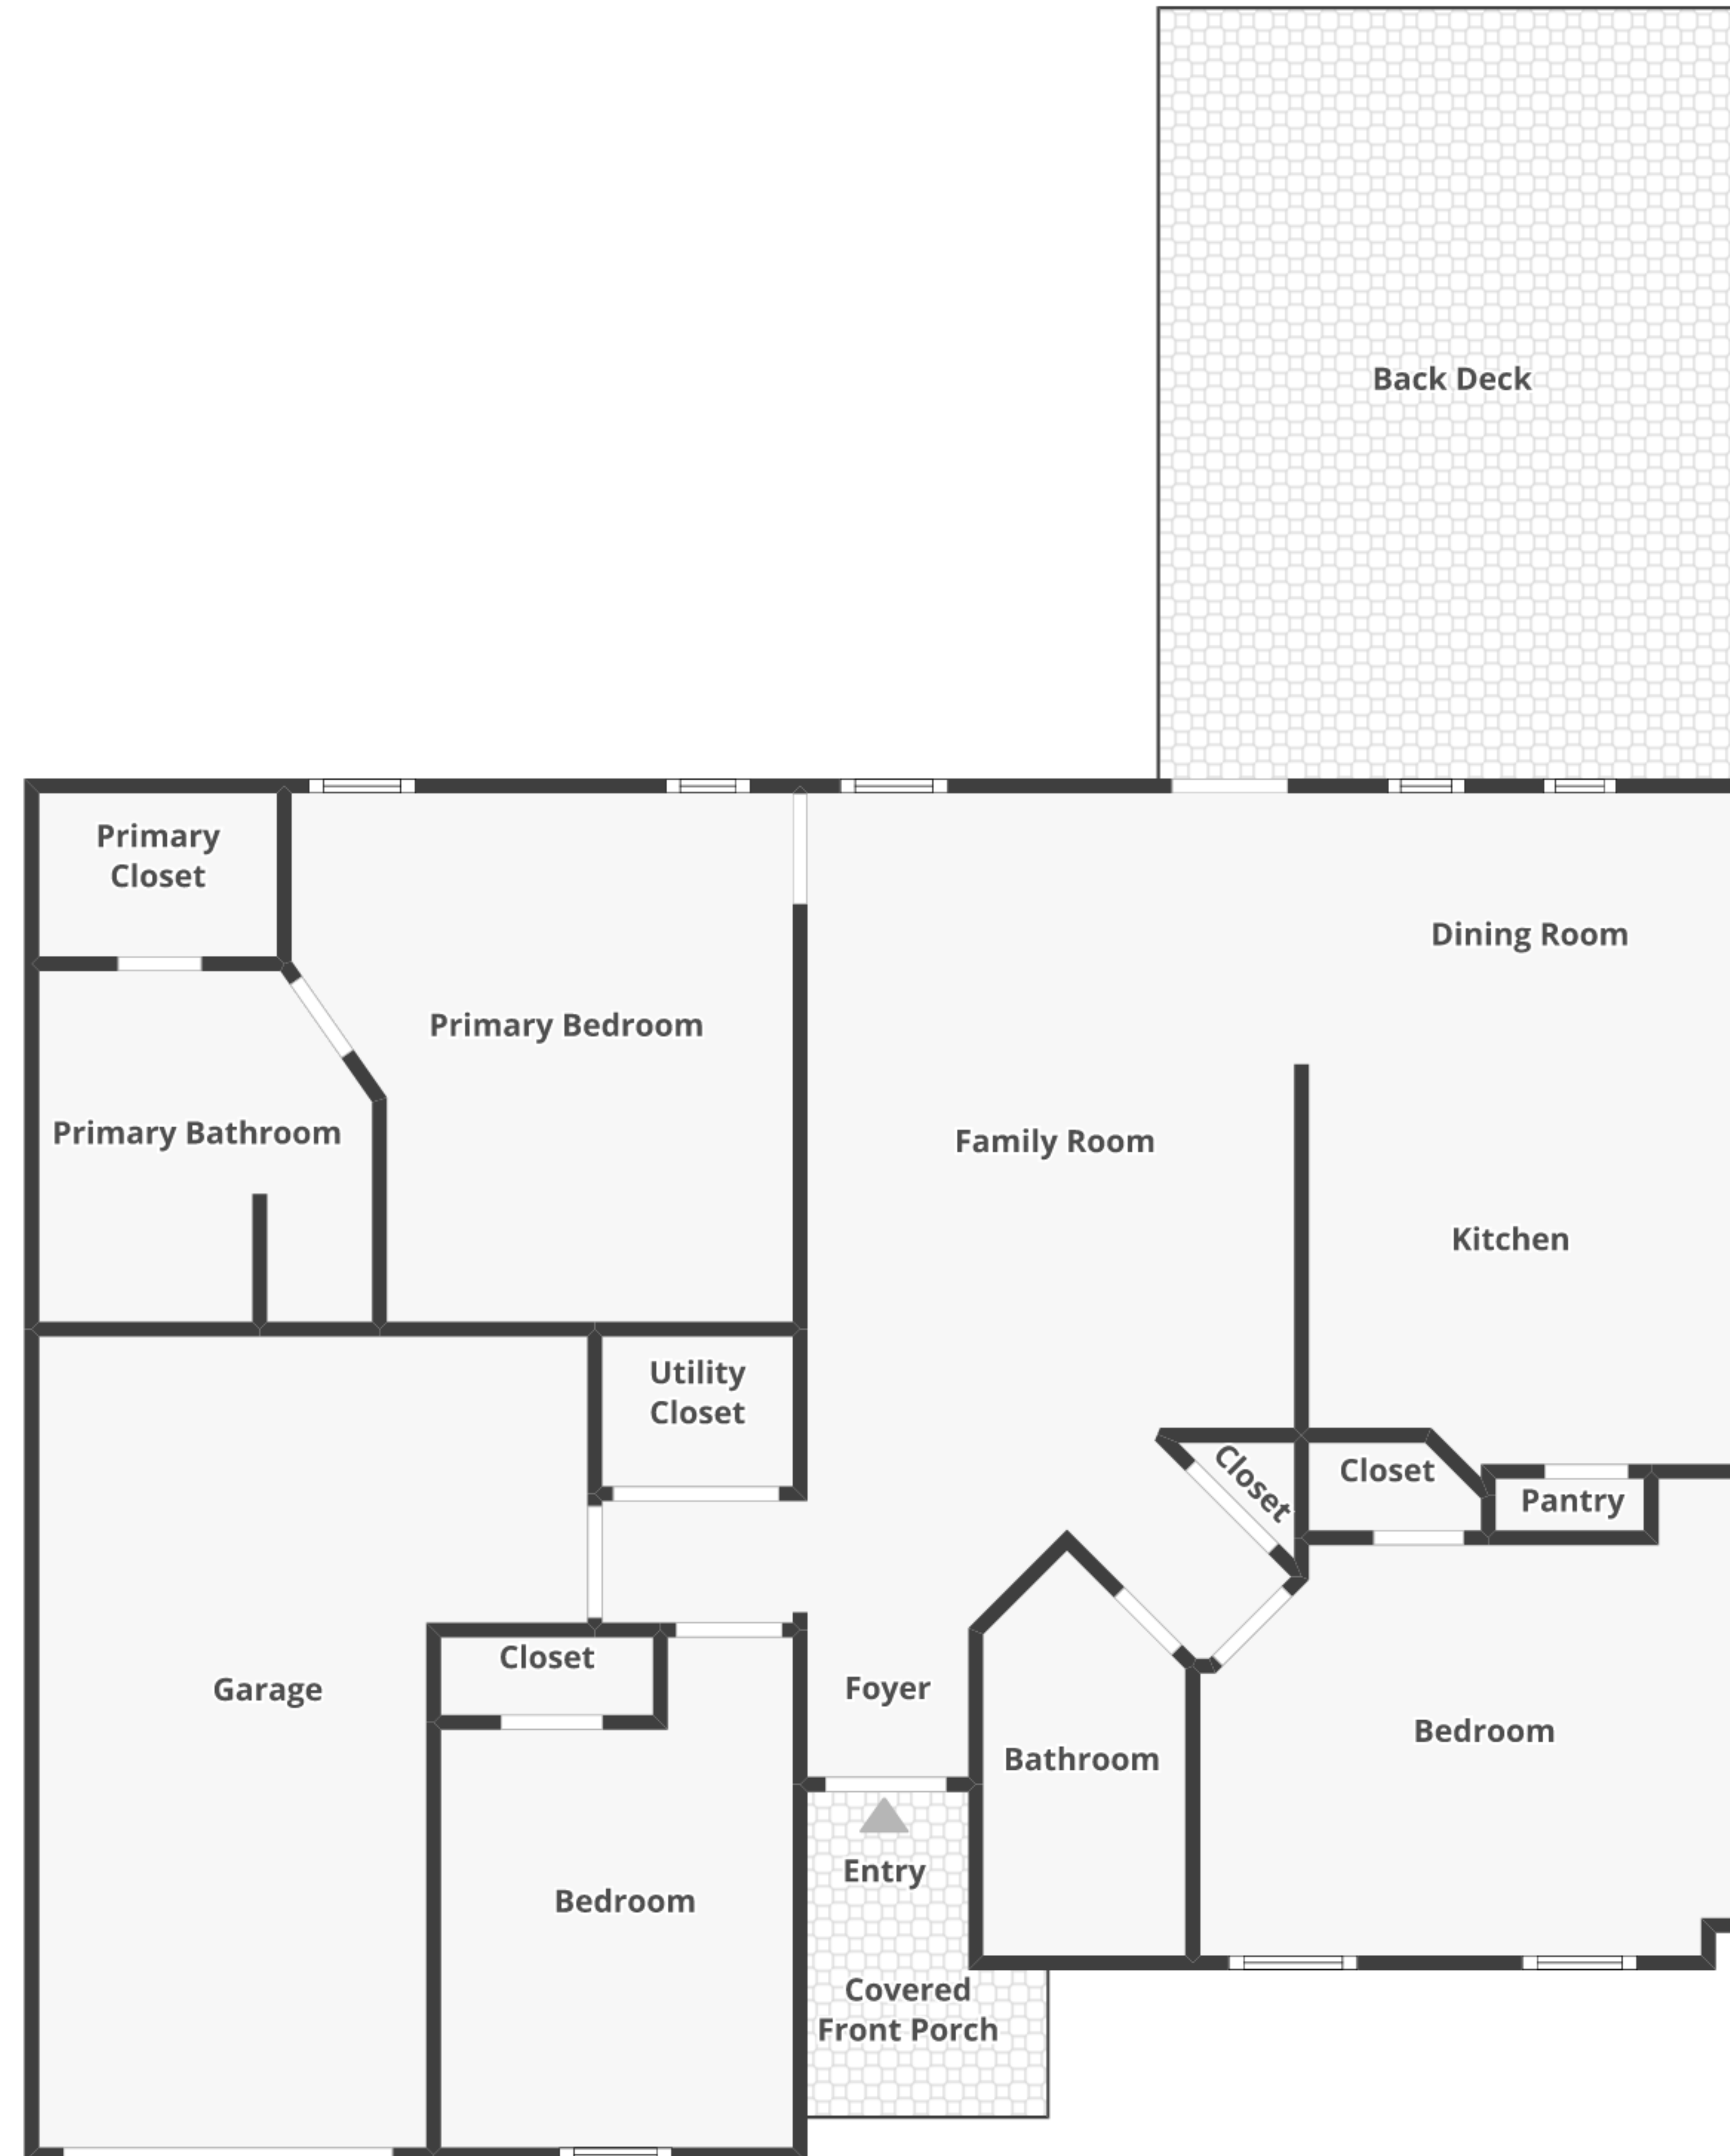 Back Deck
Primary
Closet
Dining Room
Primary Bedroom
Primary Bathroom
Family Room
Kitchen
Utility
Closet
Closet
Closet
Pantry
Closet
Garage
Foyer
Bathroom
Bedroom
Entry
Bedroom
Covered
Front Porch